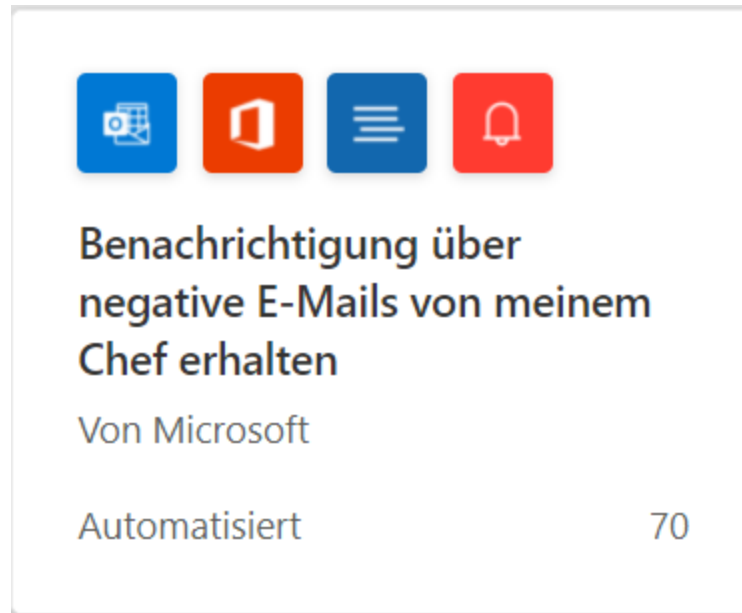 Benachrichtigung über
negative E-Mails von meinem
Chef erhalten
Von Microsoft
Automatisiert 70